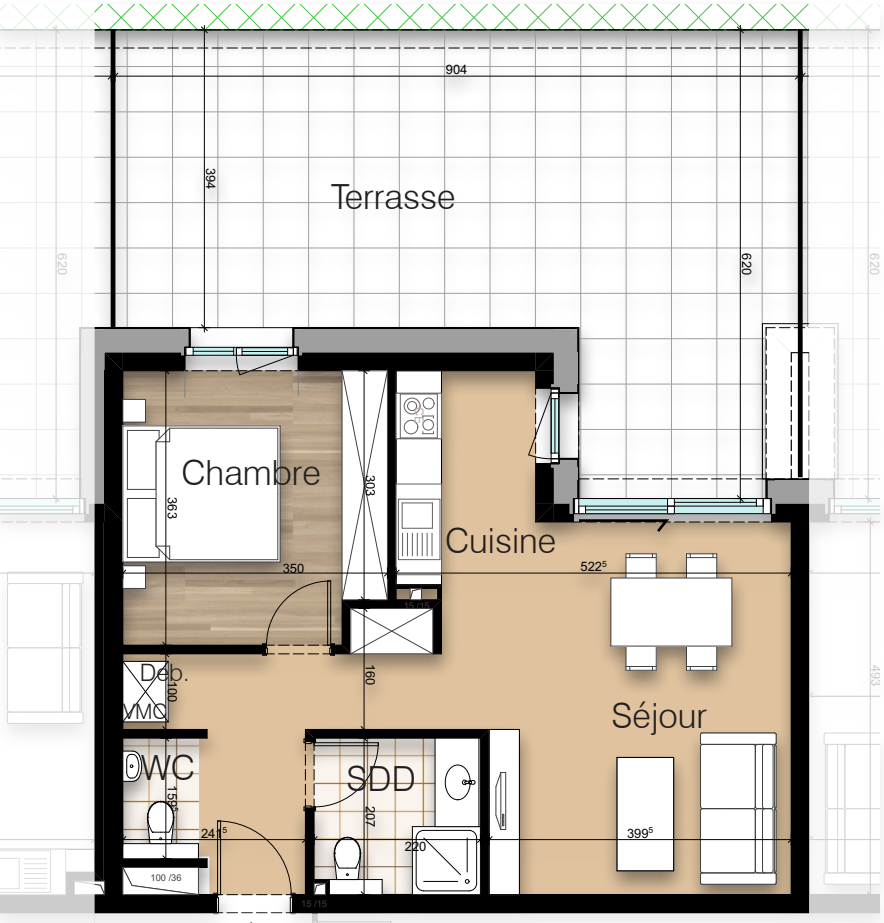 904
394
Terrasse
620
620
620
Chambre
303
363
Cuisine
350
522⁵
15 /15
Déb.
100
160
493
VMC
Séjour
WC
SDD
159⁵
207
241⁵
220
399⁵
100 /36
15 /15